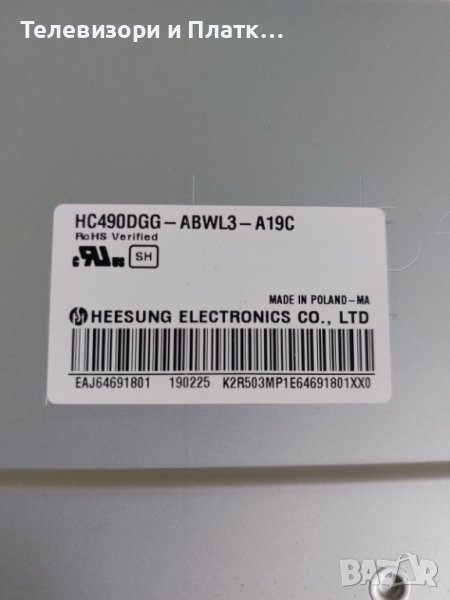 Телевизори и Платк...
HC490DGG-ABWL3-A19C
RoHS Verified
SH
MADE IN POLAND-MA
HEESUNG ELECTRONICS CO., LTD
EAJ64691801 190225 K2R503MP1E64691801XX0
BAZAR